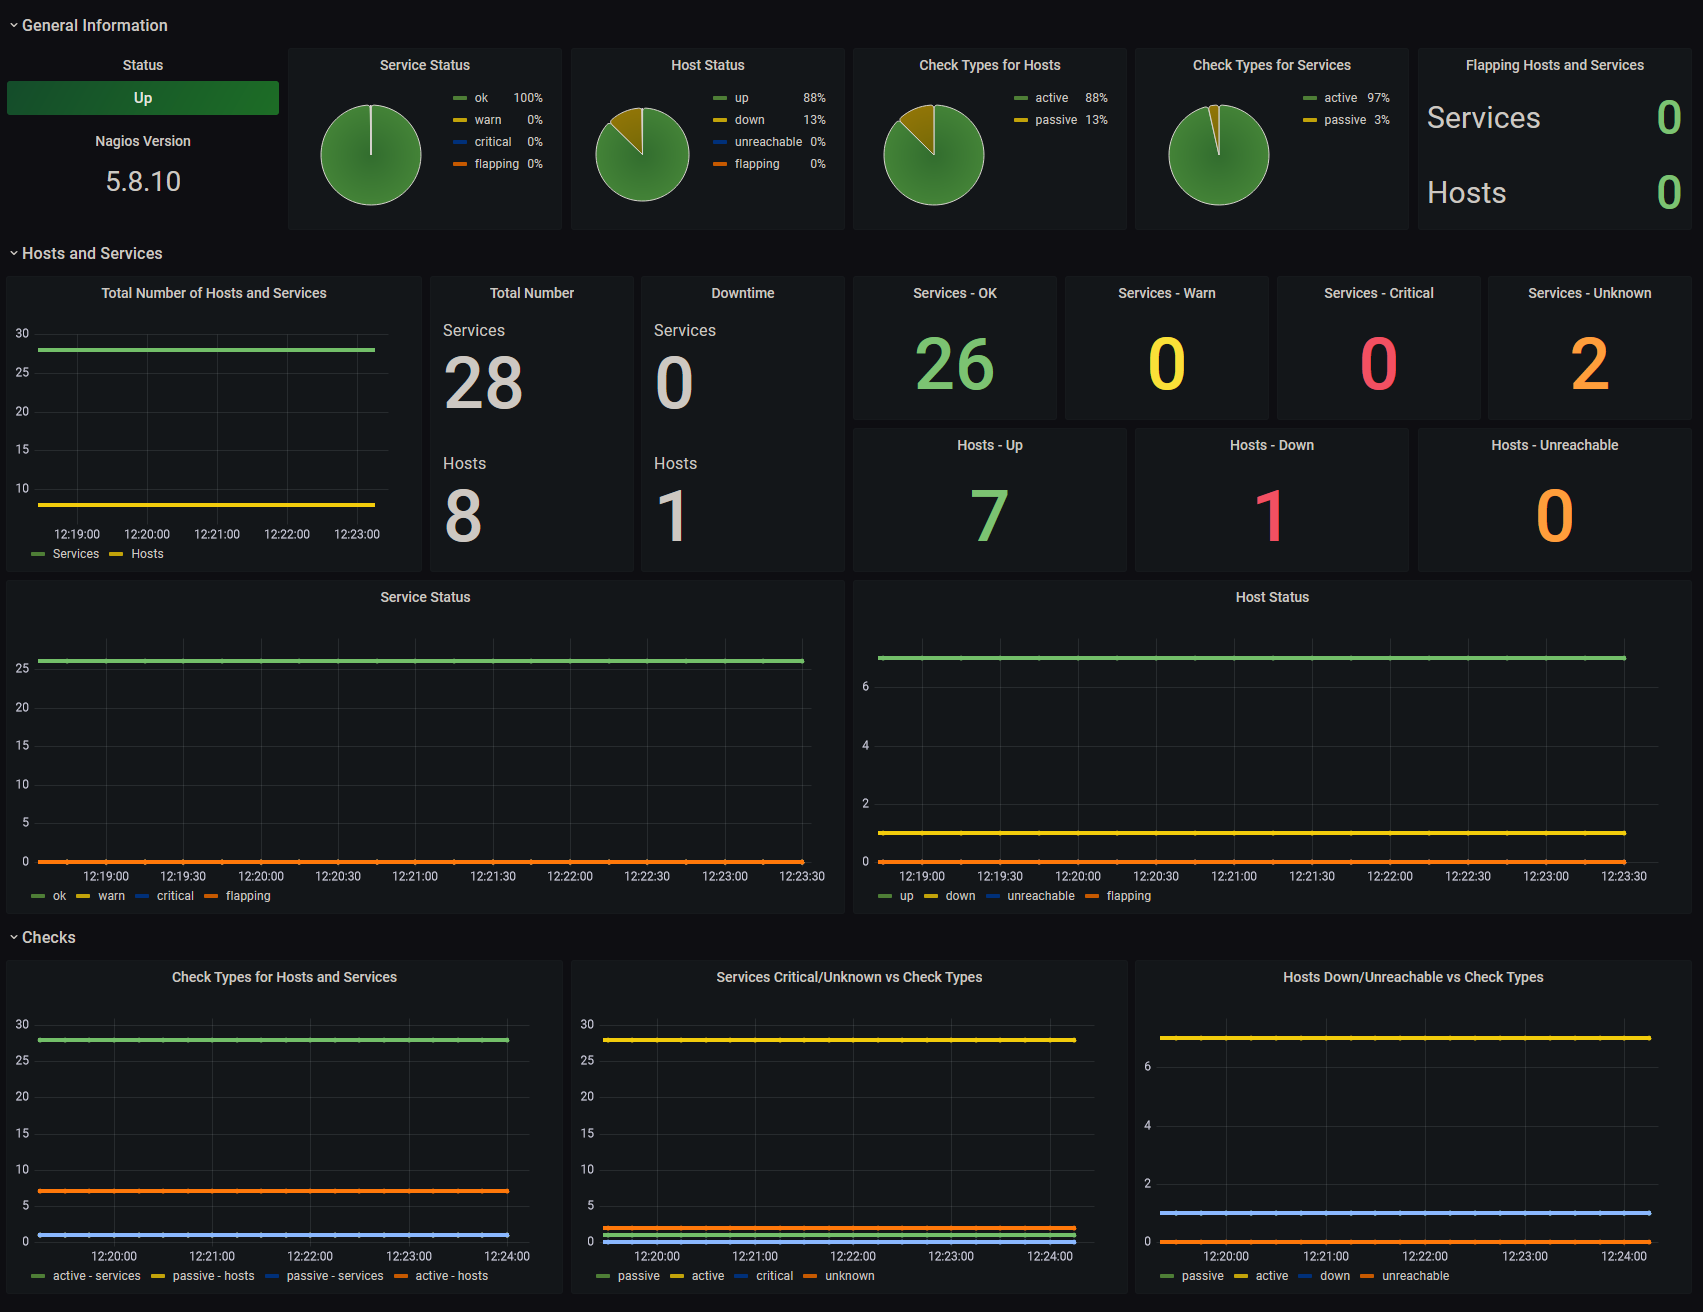 General Information
Status
Up
Nagios Version
5.8.10
Service Status
ok 100%
warn 0%
critical 0%
flapping 0%
Host Status
up 88%
down 13%
unreachable 0%
flapping 0%
Check Types for Hosts
active 88%
passive 13%
Check Types for Services
active 97%
passive 3%
Flapping Hosts and Services
Services 0
Hosts 0
Hosts and Services
Total Number of Hosts and Services
30
25
20
15
10
12:19:00 12:20:00 12:21:00 12:22:00 12:23:00
Services Hosts
Total Number
Services
28
Hosts
8
Downtime
Services
0
Hosts
1
Services - OK
26
Services - Warn
0
Services - Critical
0
Services - Unknown
2
Hosts - Up
7
Hosts - Down
1
Hosts - Unreachable
0
Service Status
25
20
15
10
5
0
12:19:00 12:19:30 12:20:00 12:20:30 12:21:00 12:21:30 12:22:00 12:22:30 12:23:00 12:23:30
ok warn critical flapping
Host Status
6
4
2
0
12:19:00 12:19:30 12:20:00 12:20:30 12:21:00 12:21:30 12:22:00 12:22:30 12:23:00 12:23:30
up down unreachable flapping
Checks
Check Types for Hosts and Services
30
25
20
15
10
5
0
12:20:00 12:21:00 12:22:00 12:23:00 12:24:00
active - services passive - hosts passive - services active - hosts
Services Critical/Unknown vs Check Types
30
25
20
15
10
5
0
12:20:00 12:21:00 12:22:00 12:23:00 12:24:00
passive active critical unknown
Hosts Down/Unreachable vs Check Types
6
4
2
0
12:20:00 12:21:00 12:22:00 12:23:00 12:24:00
passive active down unreachable